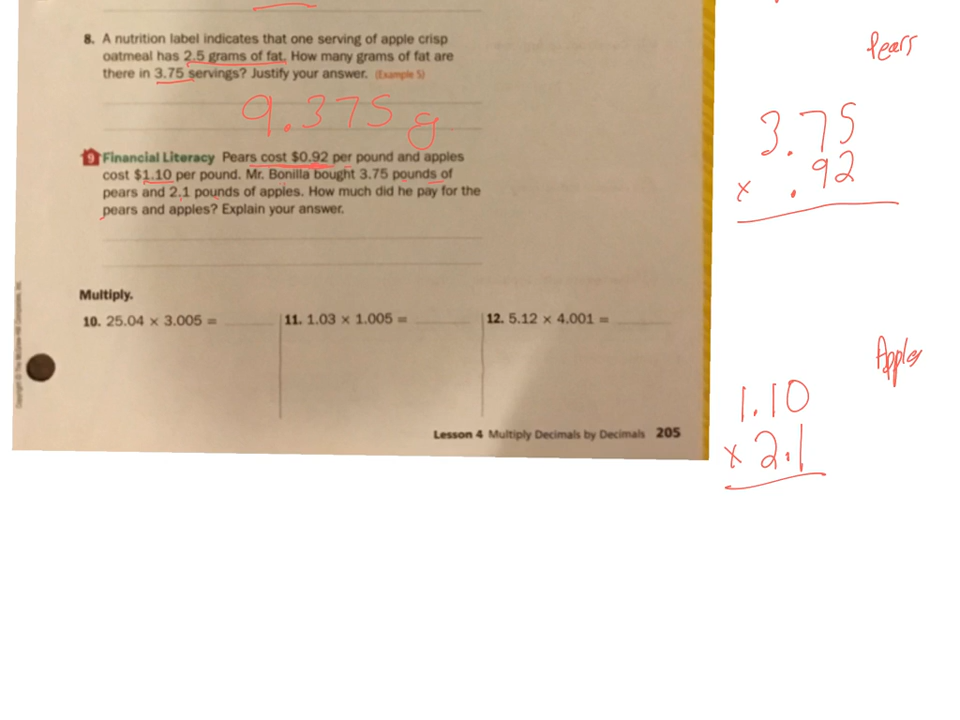 8. A nutrition label indicates that one serving of apple crisp
oatmeal has 2.5 grams of fat. How many grams of fat are
there in 3.75 servings? Justify your answer. (Example 5)
9.375 g
9 Financial Literacy Pears cost $0.92 per pound and apples
cost $1.10 per pound. Mr. Bonilla bought 3.75 pounds of
pears and 2.1 pounds of apples. How much did he pay for the
pears and apples? Explain your answer.
Multiply.
10. 25.04 × 3.005 =
11. 1.03 × 1.005 =
12. 5.12 × 4.001 =
Lesson 4 Multiply Decimals by Decimals 205
Pears
3.75
× .92
Apples
1.10
× 2.1